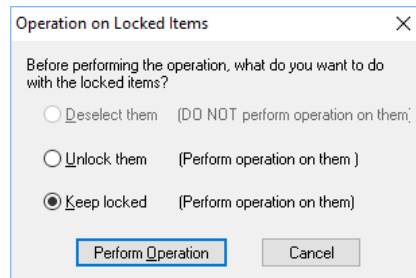 Operation on Locked Items
Before performing the operation, what do you want to do
with the locked items?
Deselect them (DO NOT perform operation on them)
Unlock them (Perform operation on them )
Keep locked (Perform operation on them)
Perform Operation Cancel